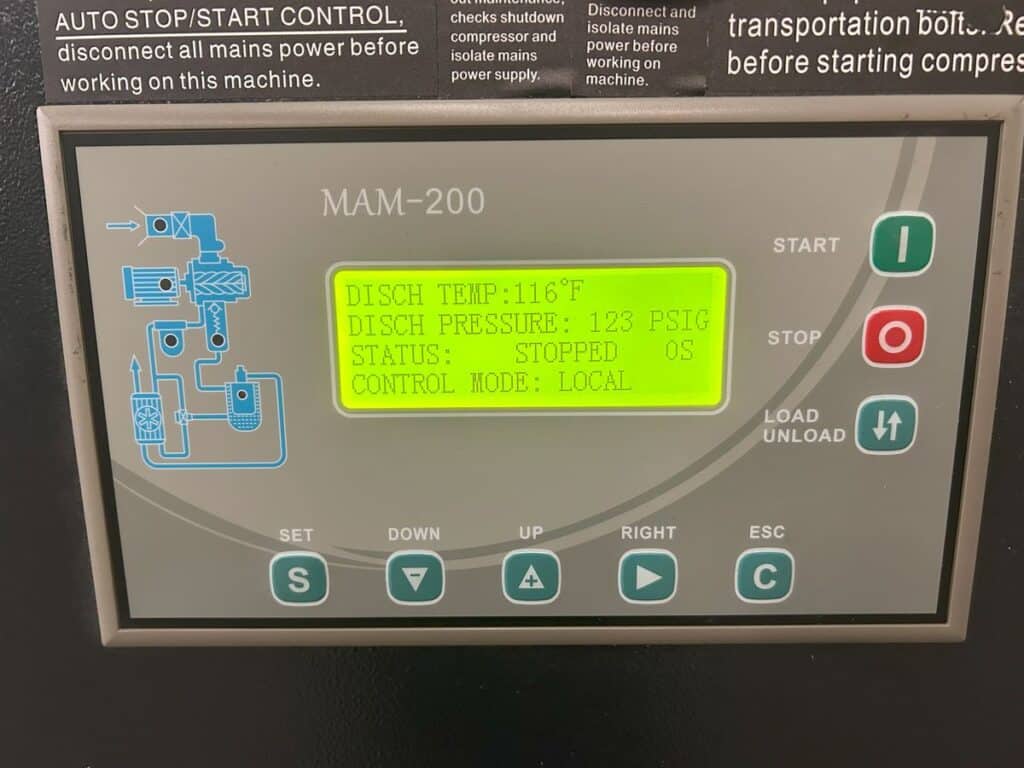 AUTO STOP/START CONTROL,
disconnect all mains power before
working on this machine.
out maintenance,
checks shutdown
compressor and
isolate mains
power supply.
Disconnect and
isolate mains
power before
working on
machine.
transportation bolts.
before starting
MAM-200
DISCH TEMP:116°F
DISCH PRESSURE: 123 PSIG
STATUS: STOPPED 0S
CONTROL MODE: LOCAL
START
STOP
LOAD
UNLOAD
SET
DOWN
UP
RIGHT
ESC
S
C